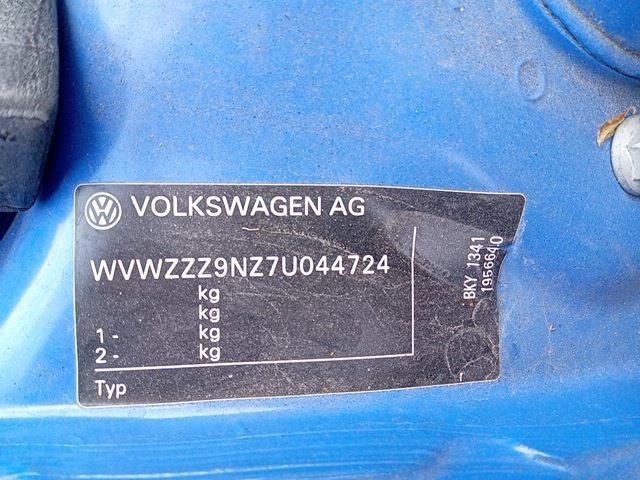 VOLKSWAGEN AG
WVWZZZ9NZ7U044724
kg
kg
1 - kg
2 - kg
Typ
BKY 1341
1956640